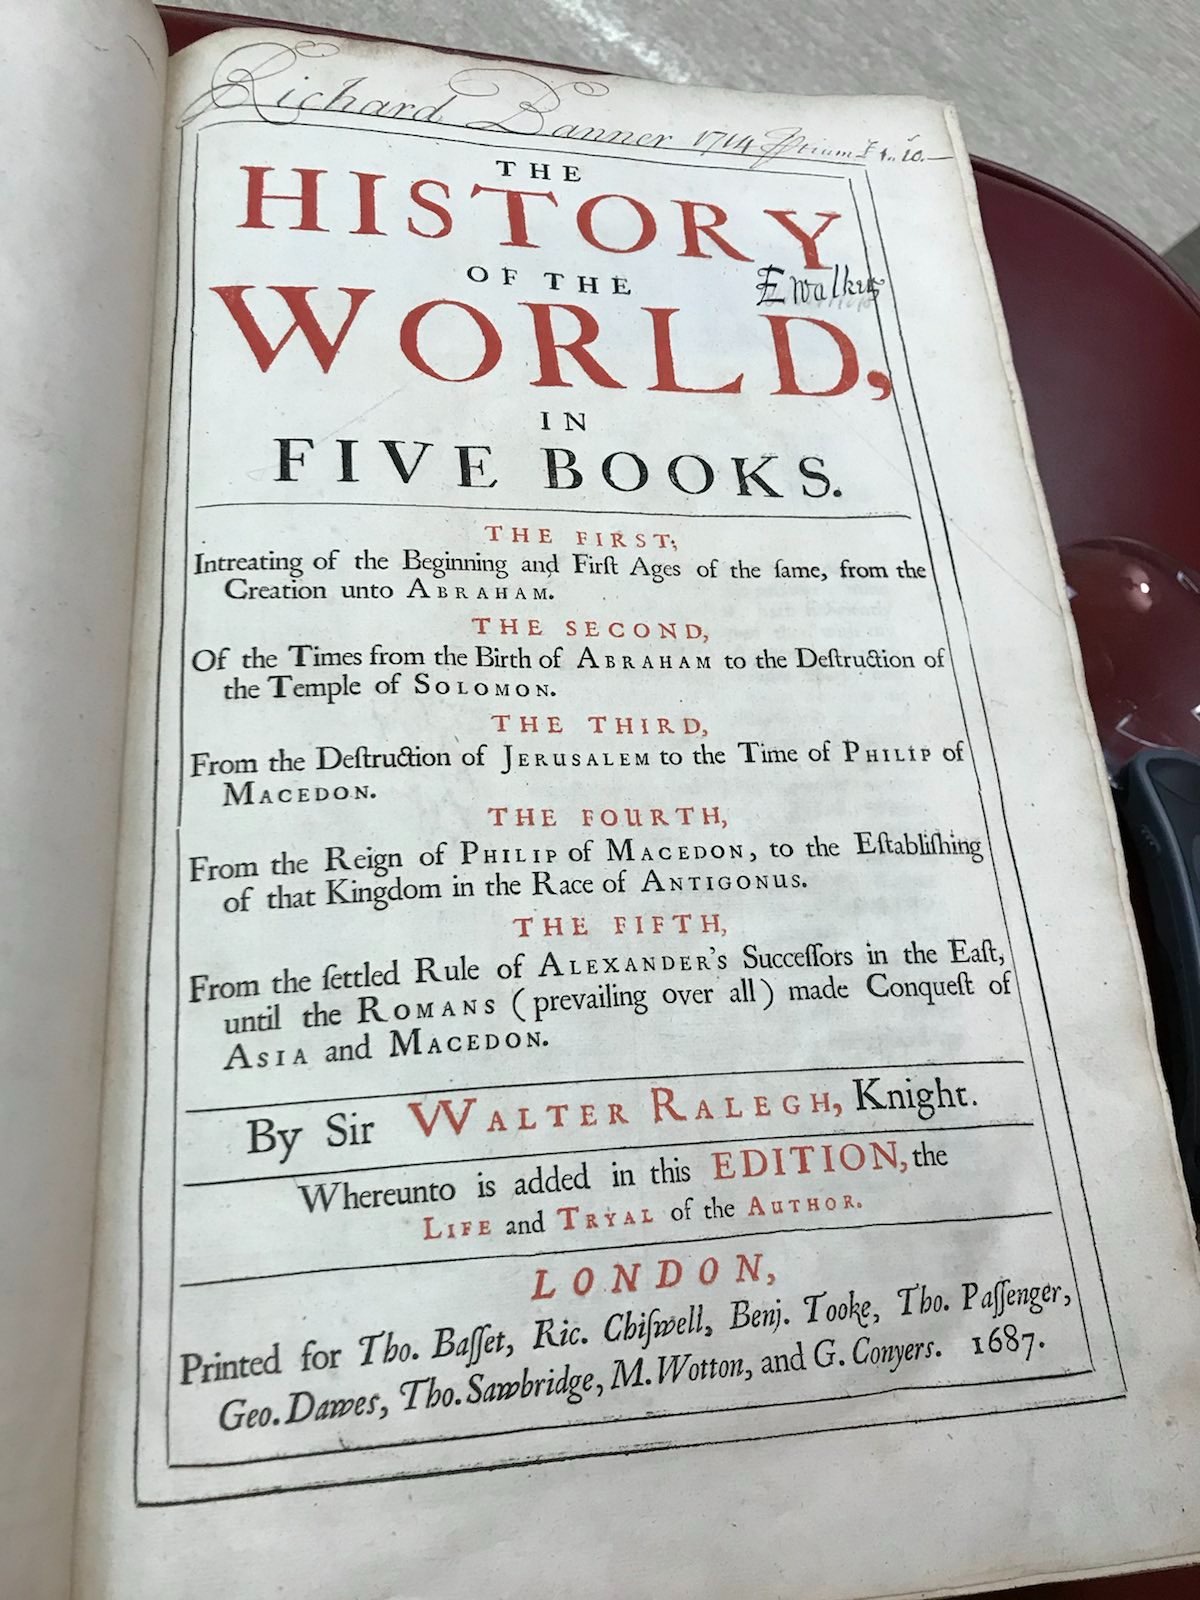 Richard Banner 1714
THE
HISTORY
OF THE
E Walker
WORLD,
IN
FIVE BOOKS.
THE FIRST;
Intreating of the Beginning and Firſt Ages of the ſame, from the
Creation unto ABRAHAM.
THE SECOND,
Of the Times from the Birth of ABRAHAM to the Deſtruction of
the Temple of SOLOMON.
THE THIRD,
From the Deſtruction of JERUSALEM to the Time of PHILIP of
MACEDON.
THE FOURTH,
From the Reign of PHILIP of MACEDON, to the Eſtabliſhing
of that Kingdom in the Race of ANTIGONUS.
THE FIFTH,
From the ſettled Rule of ALEXANDER'S Succeſſors in the Eaſt,
until the ROMANS (prevailing over all) made Conqueſt of
ASIA and MACEDON.
By Sir WALTER RALEGH, Knight.
Whereunto is added in this EDITION, the
LIFE and TRYAL of the AUTHOR.
LONDON,
Printed for Tho. Baſſet, Ric. Chiſwell, Benj. Tooke, Tho. Paſſenger,
Geo. Dawes, Tho. Sawbridge, M. Wotton, and G. Conyers. 1687.